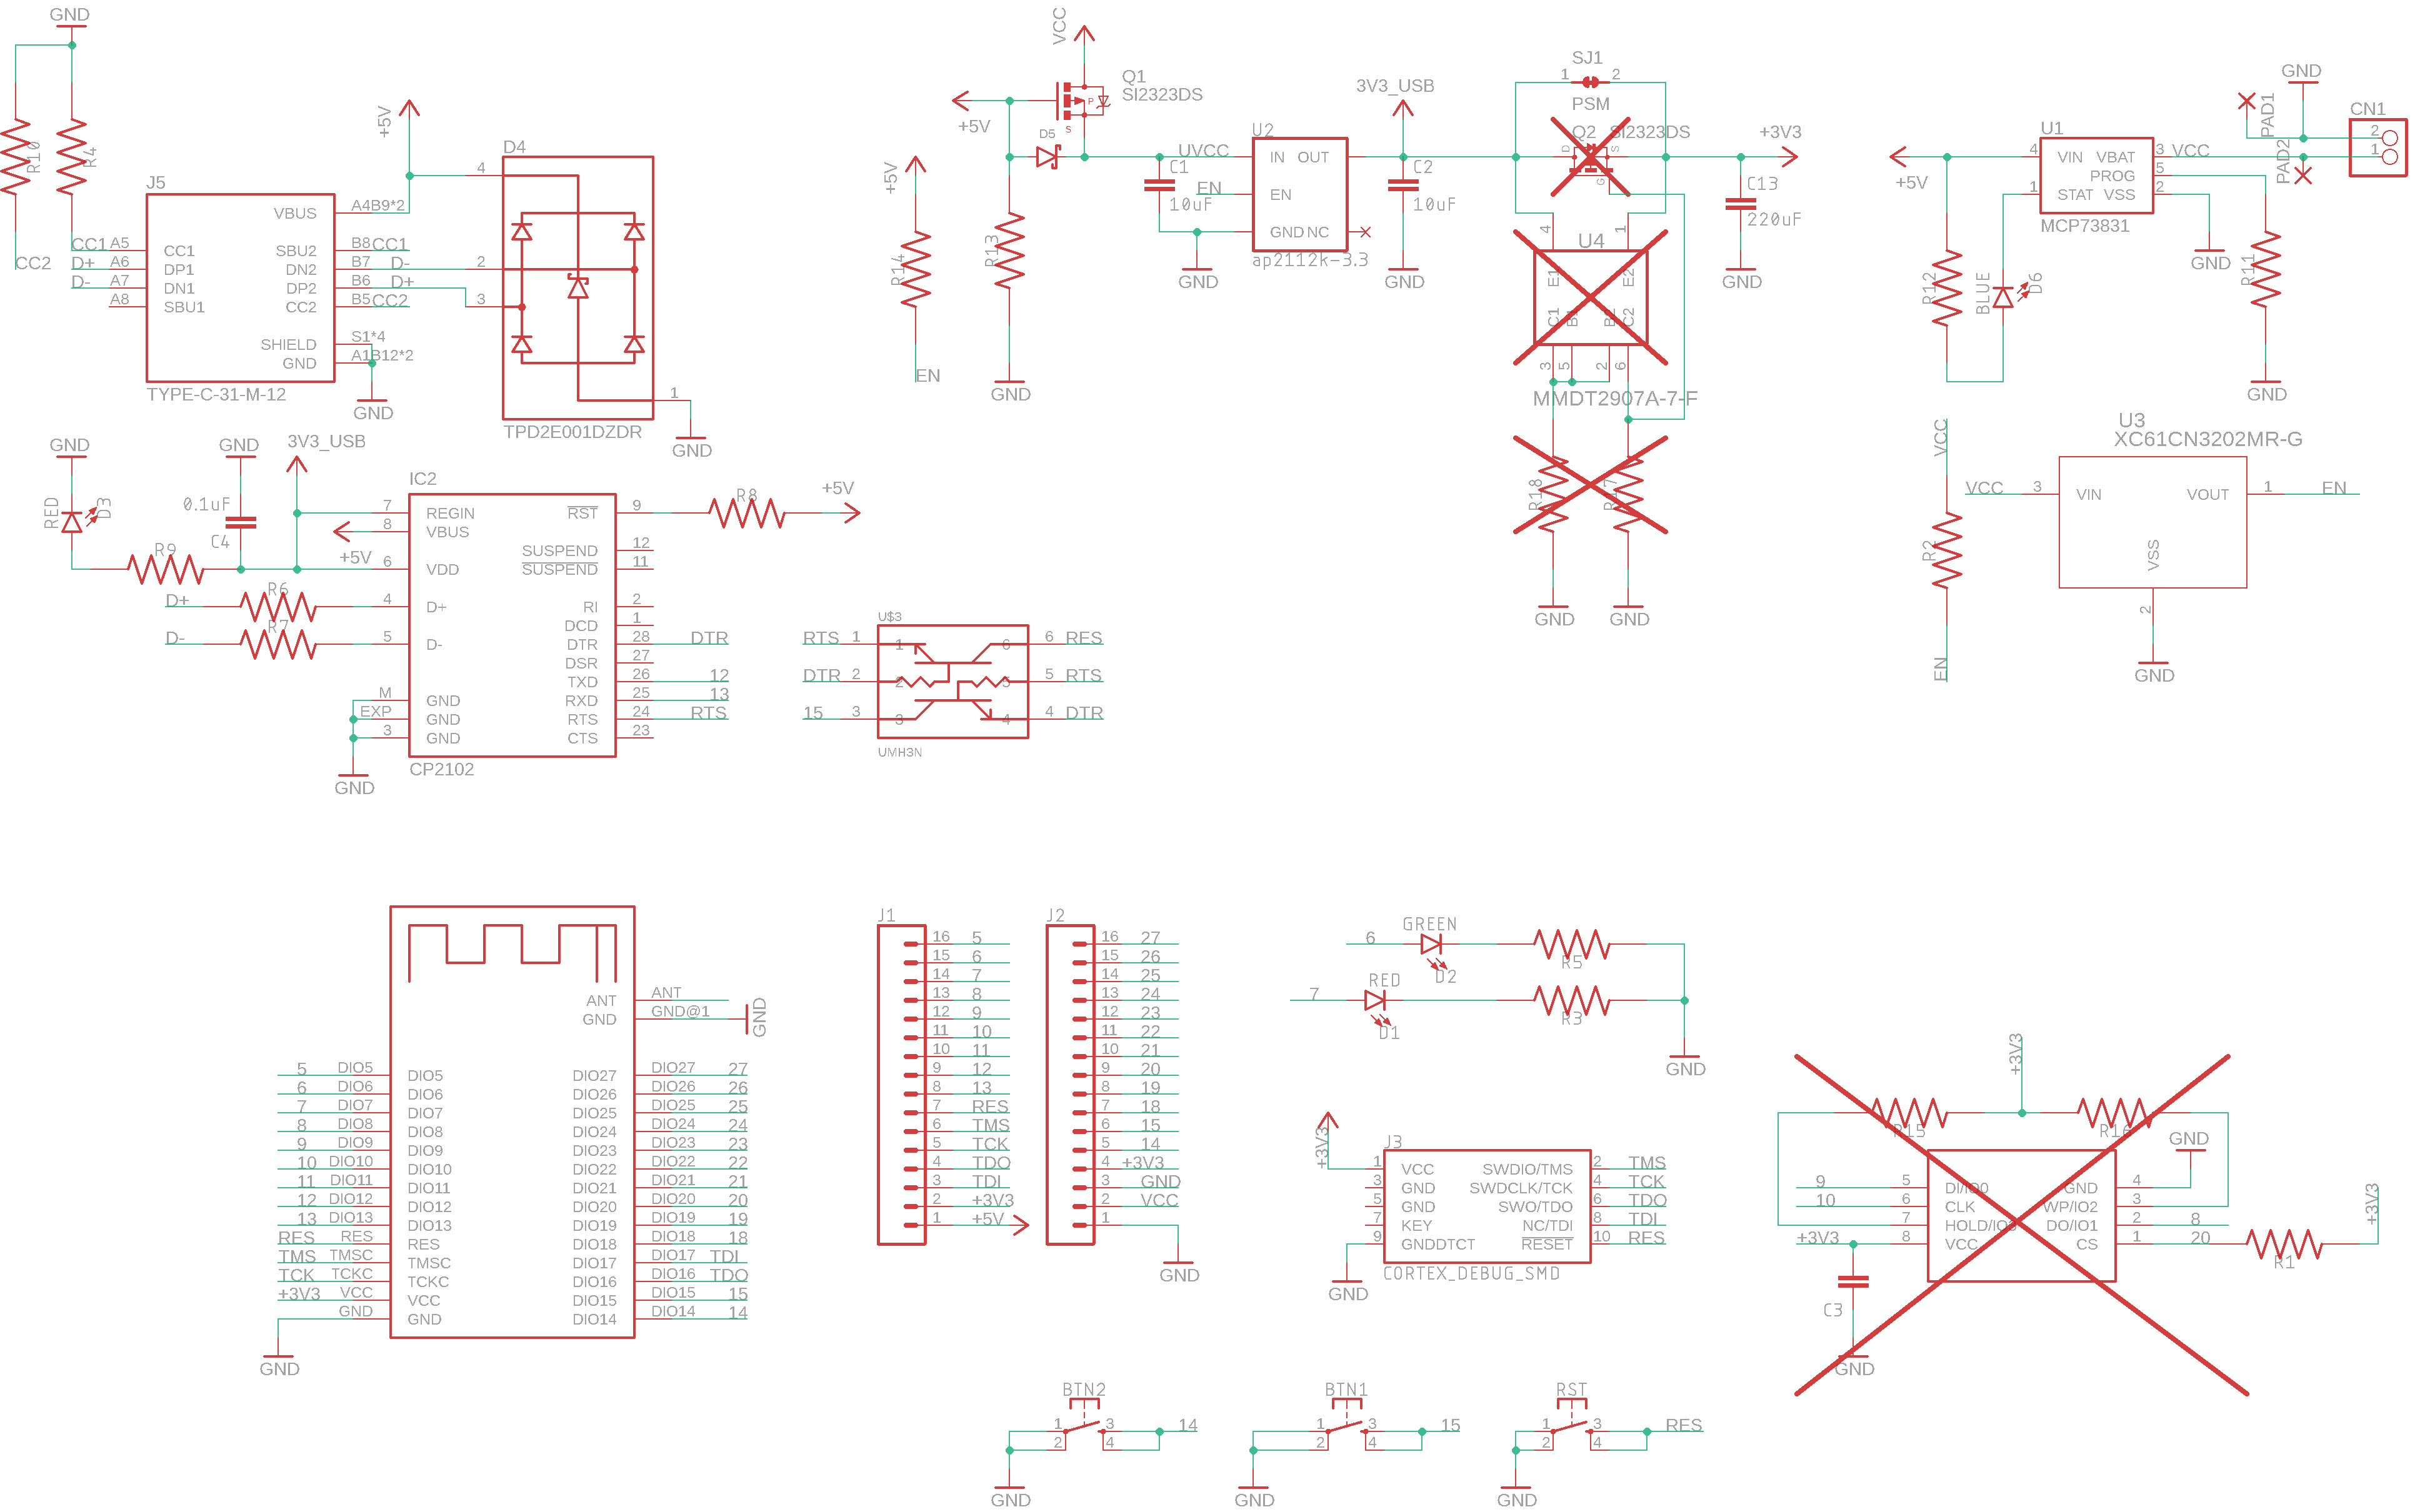 GND
R10
R4
CC2
J5
CC1 A5
D+ A6
D- A7
A8
CC1
DP1
DN1
SBU1
VBUS
SBU2
DN2
DP2
CC2
SHIELD
GND
A4B9*2
B8 CC1
B7 D-
B6 D+
B5 CC2
S1*4
A1B12*2
TYPE-C-31-M-12
GND
+5V
D4
4
2
3
1
TPD2E001DZDR
GND
VCC
Q1
SI2323DS
P
S
+5V
D5
R13
GND
+5V
R14
EN
UVCC
C1
10uF
EN
GND
U2
IN OUT
EN
GND NC
ap2112k-3.3
3V3_USB
C2
10uF
GND
SJ1
1 2
PSM
Q2 SI2323DS
D
S
G
+3V3
C13
220uF
GND
U4
4
1
E1
E2
C1
B1
B2
C2
3
5
2
6
MMDT2907A-7-F
R18
R17
GND
GND
+5V
R12
BLUE
D6
U1
4
1
VIN VBAT
PROG
STAT VSS
3 VCC
5
2
MCP73831
GND
R11
GND
PAD1
PAD2
GND
CN1
2
1
VCC
R2
EN
U3
XC61CN3202MR-G
VCC 3
VIN
VOUT
1 EN
VSS
2
GND
GND
RED
D3
R9
GND
0.1uF
C4
3V3_USB
+5V
D+
R6
D-
R7
IC2
7 REGIN
8 VBUS
6 VDD
4 D+
5 D-
M GND
EXP GND
3 GND
RST 9
SUSPEND 12
SUSPEND 11
RI 2
DCD 1
DTR 28 DTR
DSR 27
TXD 26 12
RXD 25 13
RTS 24 RTS
CTS 23
CP2102
GND
R8
+5V
U$3
RTS 1 1 6 6 RES
DTR 2 2 5 5 RTS
15 3 3 4 4 DTR
UMH3N
ANT ANT
GND GND@1
GND
5 DIO5 DIO5 DIO27 DIO27 27
6 DIO6 DIO6 DIO26 DIO26 26
7 DIO7 DIO7 DIO25 DIO25 25
8 DIO8 DIO8 DIO24 DIO24 24
9 DIO9 DIO9 DIO23 DIO23 23
10 DIO10 DIO10 DIO22 DIO22 22
11 DIO11 DIO11 DIO21 DIO21 21
12 DIO12 DIO12 DIO20 DIO20 20
13 DIO13 DIO13 DIO19 DIO19 19
RES RES RES DIO18 DIO18 18
TMS TMSC TMSC DIO17 DIO17 TDI
TCK TCKC TCKC DIO16 DIO16 TDO
+3V3 VCC VCC DIO15 DIO15 15
GND GND DIO14 DIO14 14
GND
J1
16 5
15 6
14 7
13 8
12 9
11 10
10 11
9 12
8 13
7 RES
6 TMS
5 TCK
4 TDO
3 TDI
2 +3V3
1 +5V
J2
16 27
15 26
14 25
13 24
12 23
11 22
10 21
9 20
8 19
7 18
6 15
5 14
4 +3V3
3 GND
2 VCC
1
GND
GREEN
6
D2
R5
RED
7
D1
R3
GND
+3V3
J3
1 VCC SWDIO/TMS 2 TMS
3 GND SWDCLK/TCK 4 TCK
5 GND SWO/TDO 6 TDO
7 KEY NC/TDI 8 TDI
9 GNDDTCT RESET 10 RES
CORTEX_DEBUG_SMD
GND
+3V3
R15
R16
GND
9 5 DI/IO0 GND 4
10 6 CLK WP/IO2 3
7 HOLD/IO3 DO/IO1 2 8
+3V3 8 VCC CS 1 20
R1
+3V3
C3
GND
BTN2
1 3 14
2 4
GND
BTN1
1 3 15
2 4
GND
RST
1 3 RES
2 4
GND